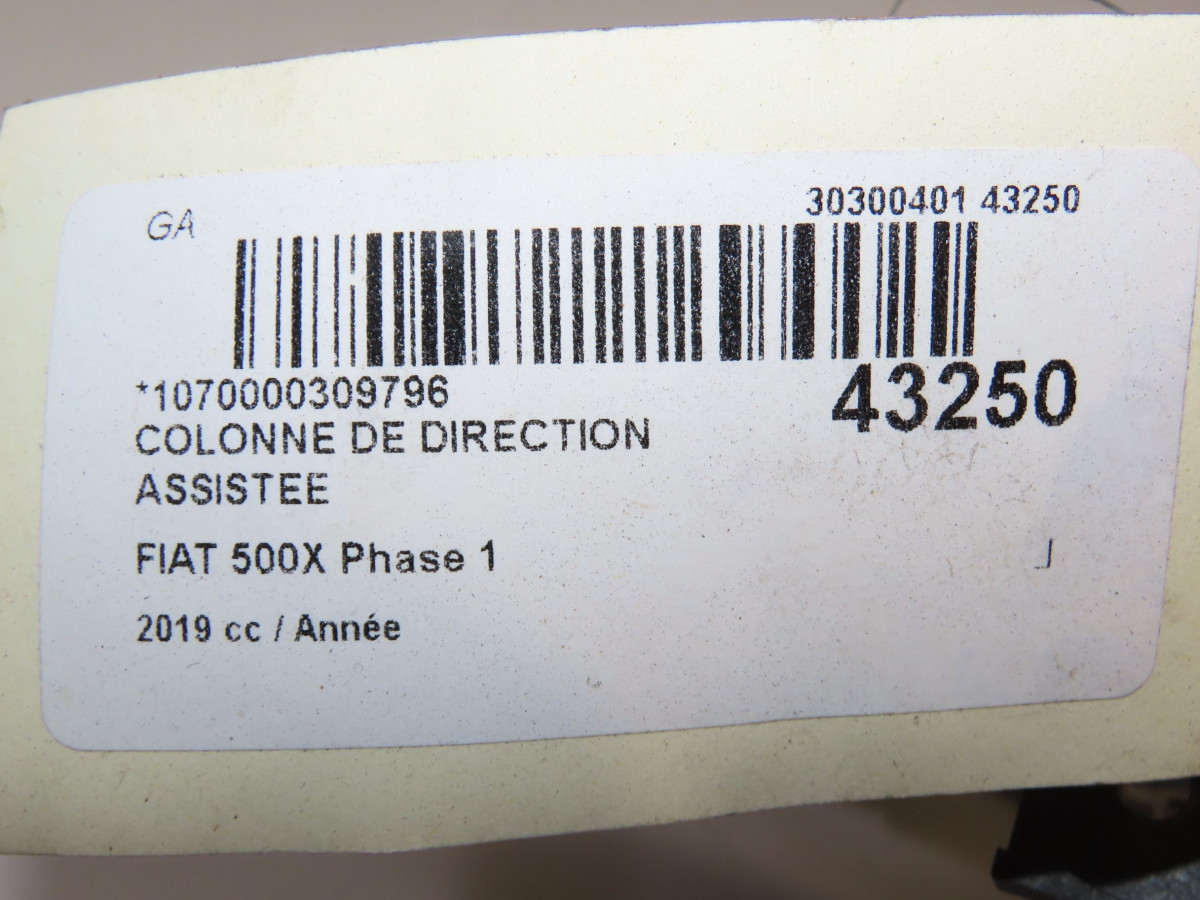 GA
30300401 43250
*1070000309796
43250
COLONNE DE DIRECTION
ASSISTEE
FIAT 500X Phase 1
2019 cc / Année